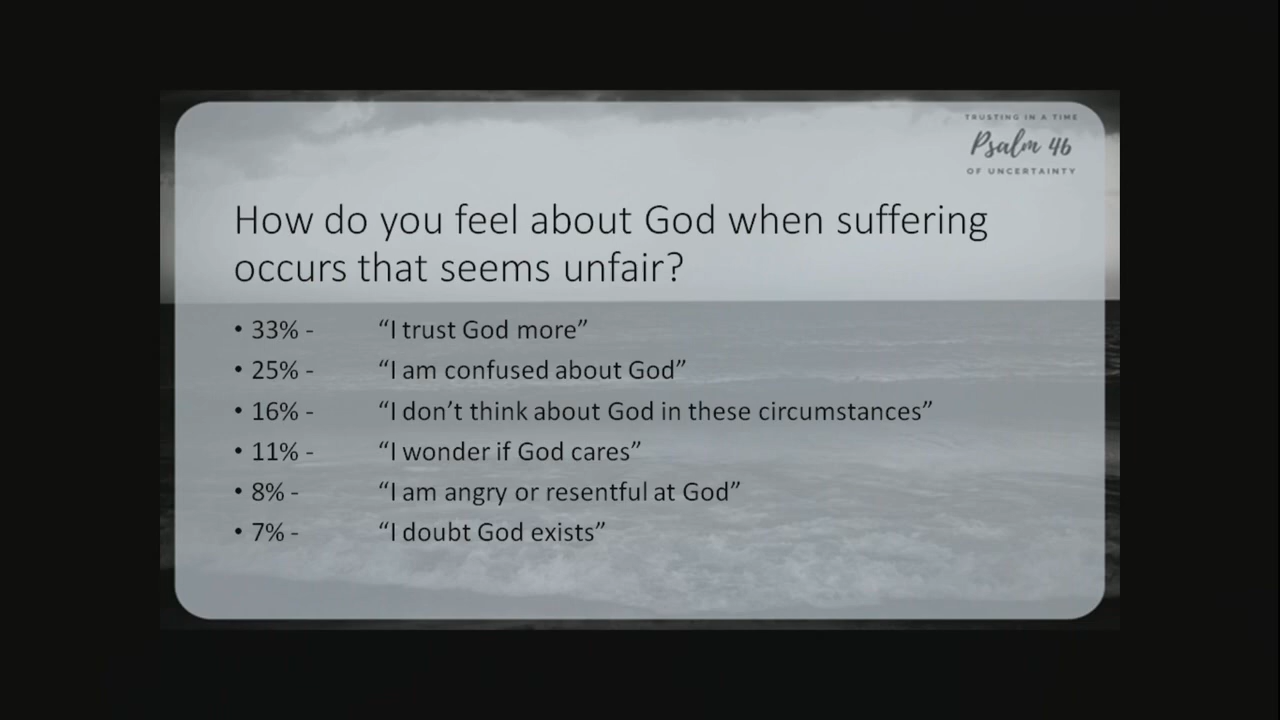 TRUSTING IN A TIME
Psalm 46
OF UNCERTAINTY
How do you feel about God when suffering
occurs that seems unfair?
• 33% - “I trust God more”
• 25% - “I am confused about God”
• 16% - “I don’t think about God in these circumstances”
• 11% - “I wonder if God cares”
• 8% - “I am angry or resentful at God”
• 7% - “I doubt God exists”